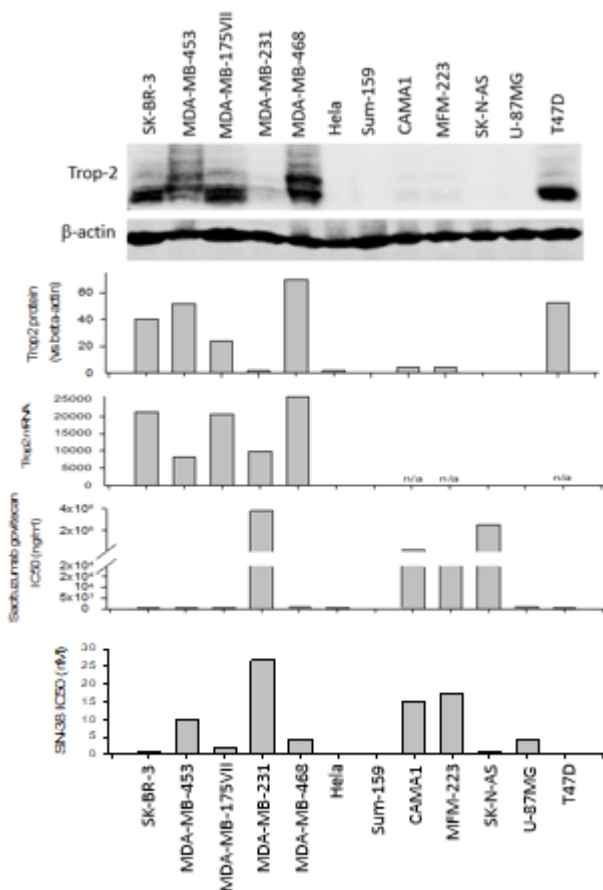 SK-BR-3
MDA-MB-453
MDA-MB-175VII
MDA-MB-231
MDA-MB-468
Hela
Sum-159
CAMA1
MFM-223
SK-N-AS
U-87MG
T47D
Trop-2
β-actin
Trop2 protein
(vs beta-actin)
60
40
20
0
Trop2 mRNA
25000
20000
15000
10000
5000
0
n/a
n/a
n/a
Sacituzumab govitecan
IC50 (ng/ml)
4x10⁶
2x10⁶
2x10⁴
5x10³
0
SN-38 IC50 (nM)
30
25
20
15
10
5
0
SK-BR-3
MDA-MB-453
MDA-MB-175VII
MDA-MB-231
MDA-MB-468
Hela
Sum-159
CAMA1
MFM-223
SK-N-AS
U-87MG
T47D